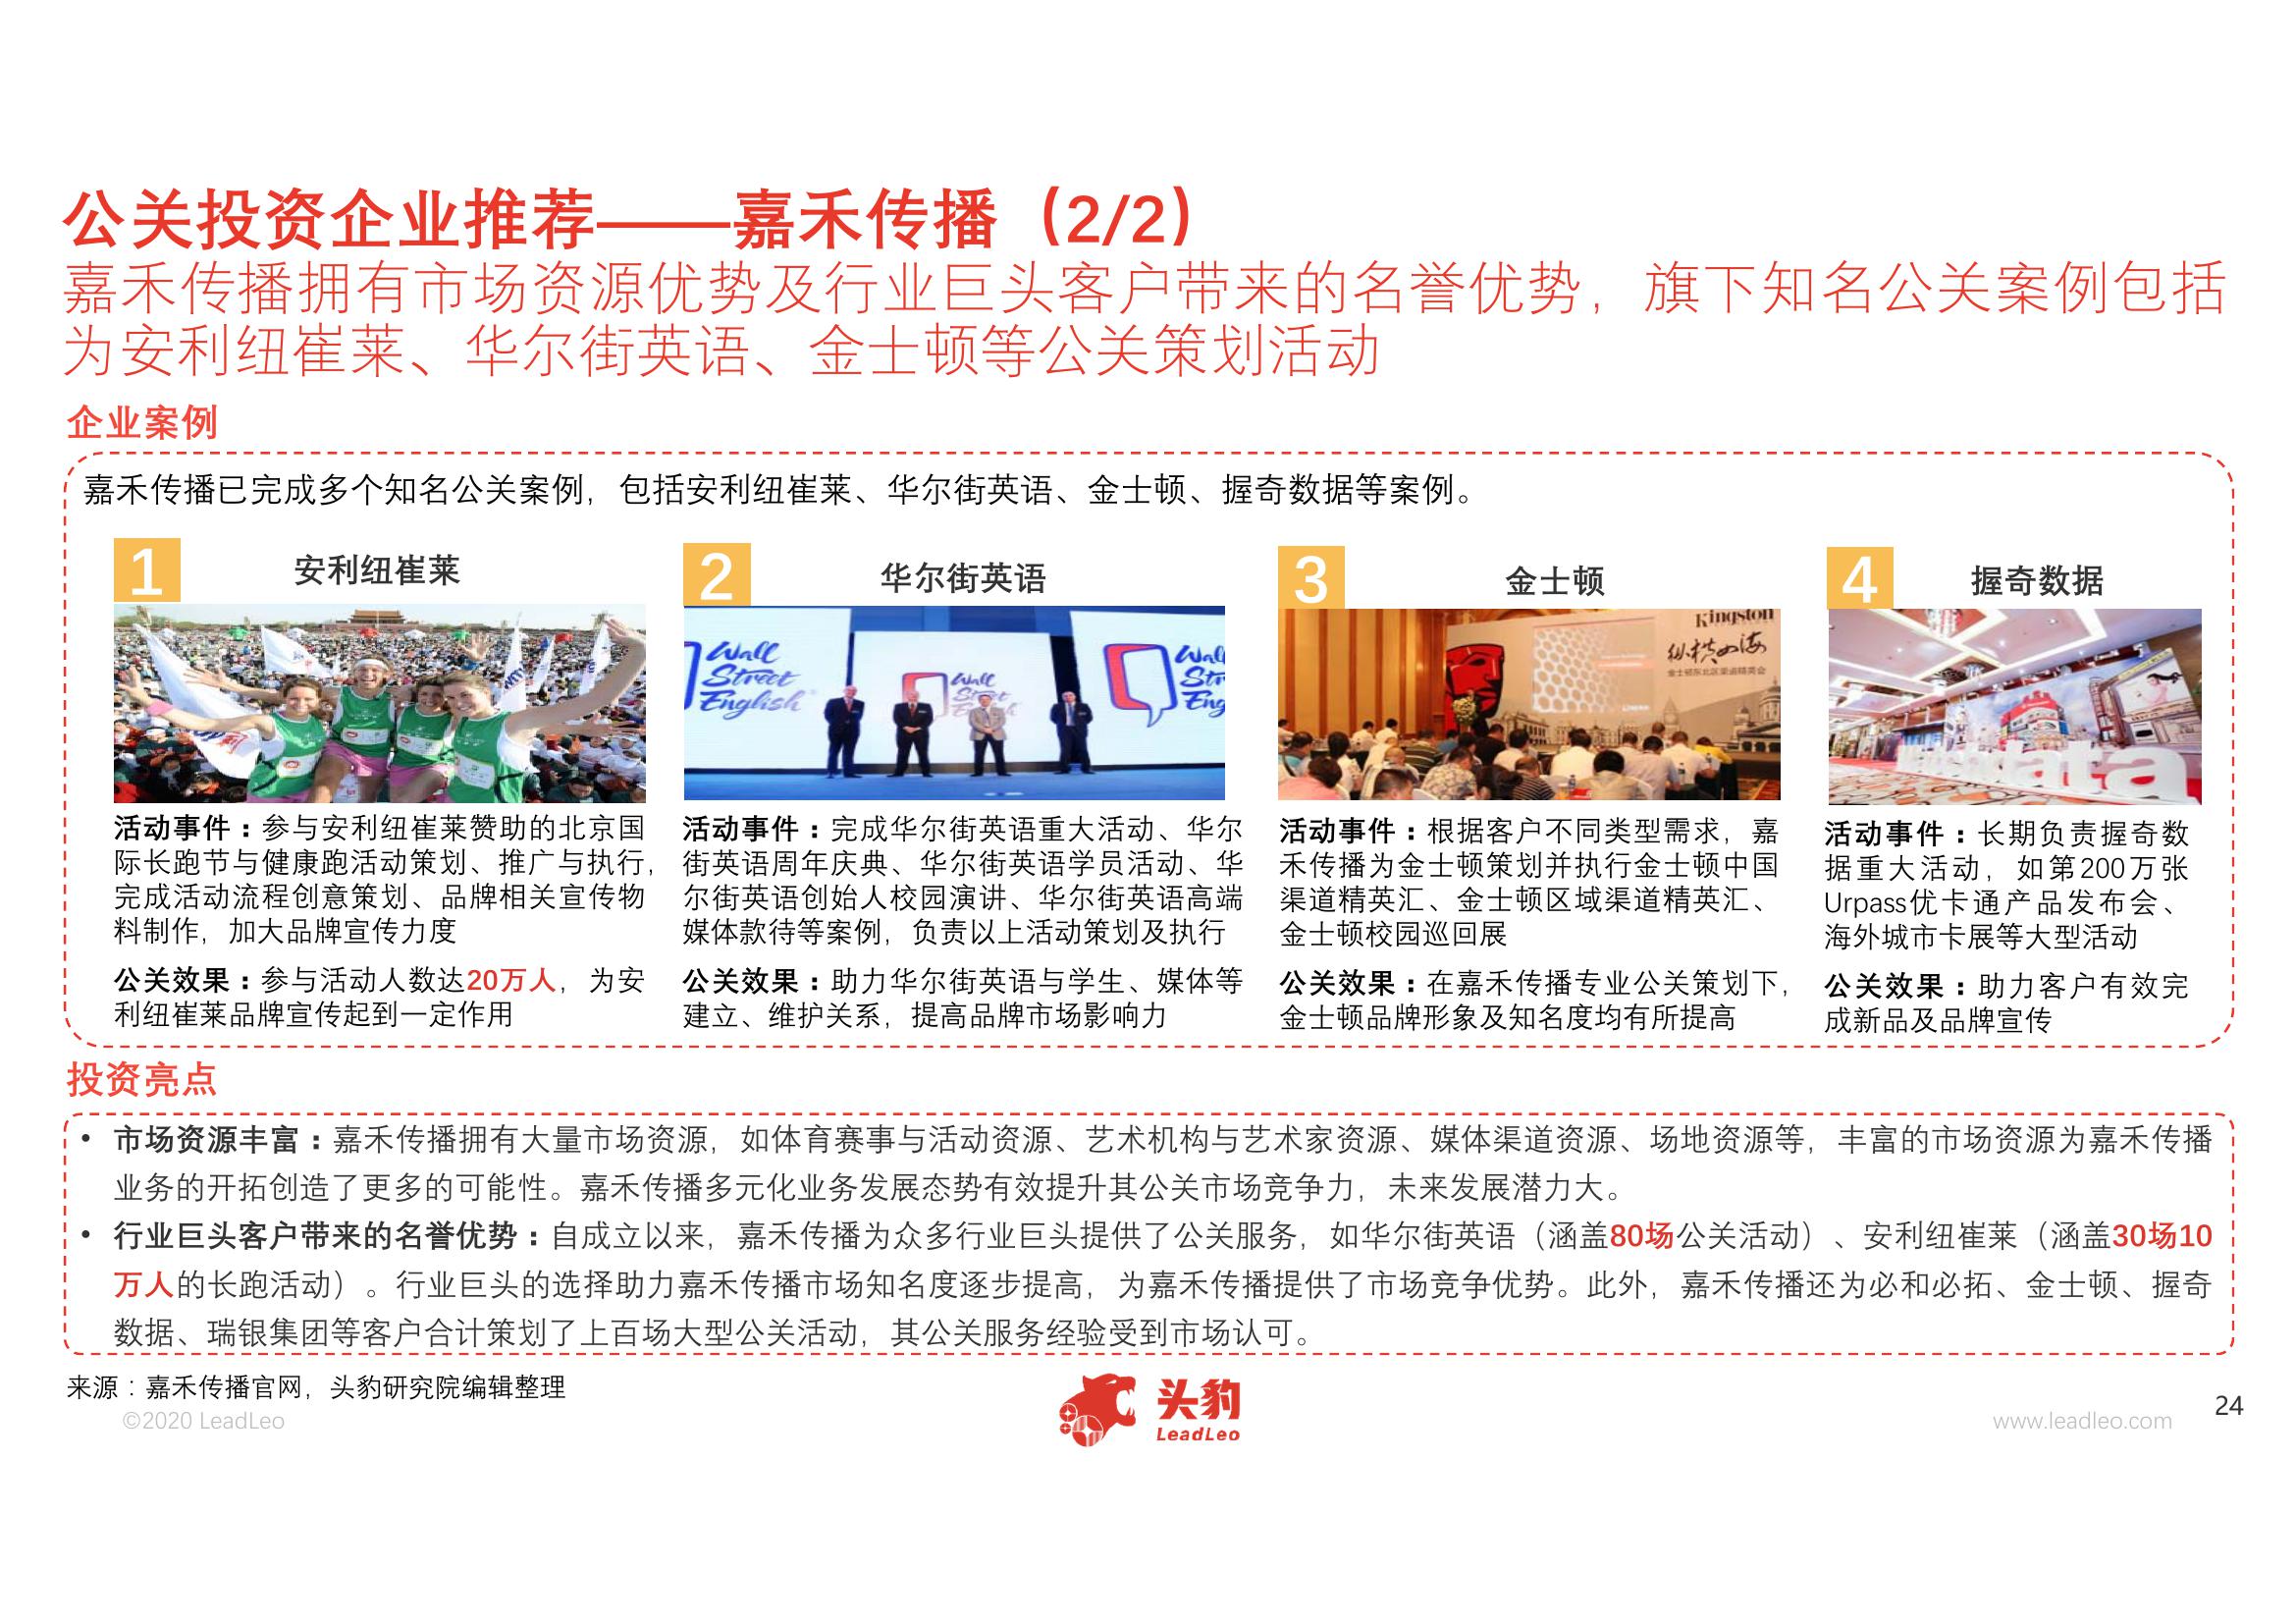 公关投资企业推荐——嘉禾传播（2/2）
嘉禾传播拥有市场资源优势及行业巨头客户带来的名誉优势，旗下知名公关案例包括
为安利纽崔莱、华尔街英语、金士顿等公关策划活动
企业案例
嘉禾传播已完成多个知名公关案例，包括安利纽崔莱、华尔街英语、金士顿、握奇数据等案例。
1 安利纽崔莱
活动事件：参与安利纽崔莱赞助的北京国
际长跑节与健康跑活动策划、推广与执行，
完成活动流程创意策划、品牌相关宣传物
料制作，加大品牌宣传力度
公关效果：参与活动人数达20万人，为安
利纽崔莱品牌宣传起到一定作用
2 华尔街英语
Wall
Street
English
Wall
Street
English
活动事件：完成华尔街英语重大活动、华尔
街英语周年庆典、华尔街英语学员活动、华
尔街英语创始人校园演讲、华尔街英语高端
媒体款待等案例，负责以上活动策划及执行
公关效果：助力华尔街英语与学生、媒体等
建立、维护关系，提高品牌市场影响力
3 金士顿
Kingston
纵横四海
金士顿东北区渠道精英会
活动事件：根据客户不同类型需求，嘉
禾传播为金士顿策划并执行金士顿中国
渠道精英汇、金士顿区域渠道精英汇、
金士顿校园巡回展
公关效果：在嘉禾传播专业公关策划下，
金士顿品牌形象及知名度均有所提高
4 握奇数据
活动事件：长期负责握奇数
据重大活动，如第200万张
Urpass优卡通产品发布会、
海外城市卡展等大型活动
公关效果：助力客户有效完
成新品及品牌宣传
投资亮点
• 市场资源丰富：嘉禾传播拥有大量市场资源，如体育赛事与活动资源、艺术机构与艺术家资源、媒体渠道资源、场地资源等，丰富的市场资源为嘉禾传播
业务的开拓创造了更多的可能性。嘉禾传播多元化业务发展态势有效提升其公关市场竞争力，未来发展潜力大。
• 行业巨头客户带来的名誉优势：自成立以来，嘉禾传播为众多行业巨头提供了公关服务，如华尔街英语（涵盖80场公关活动）、安利纽崔莱（涵盖30场10
万人的长跑活动）。行业巨头的选择助力嘉禾传播市场知名度逐步提高，为嘉禾传播提供了市场竞争优势。此外，嘉禾传播还为必和必拓、金士顿、握奇
数据、瑞银集团等客户合计策划了上百场大型公关活动，其公关服务经验受到市场认可。
来源：嘉禾传播官网，头豹研究院编辑整理
©2020 LeadLeo
头豹
LeadLeo
www.leadleo.com
24